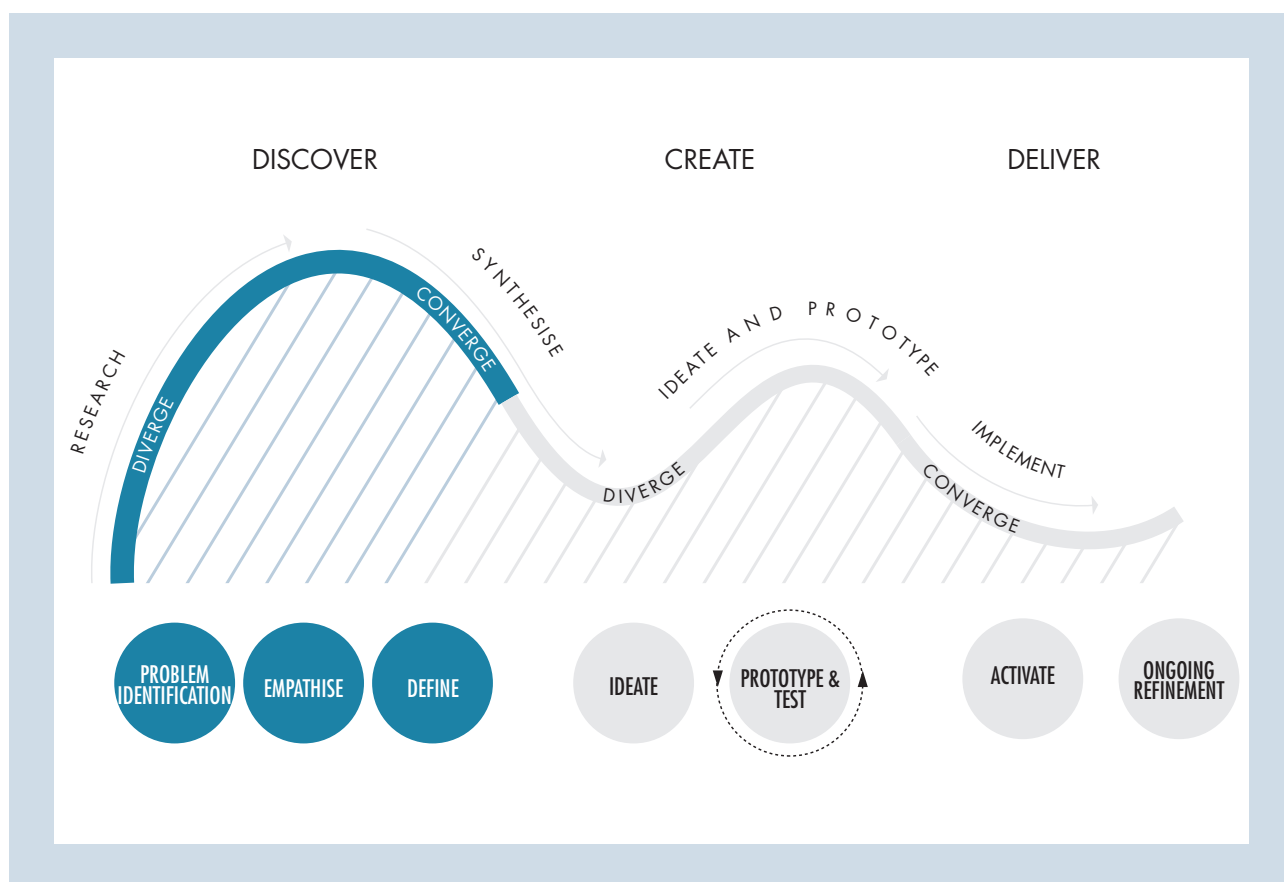 DISCOVER
CREATE
DELIVER
RESEARCH
DIVERGE
CONVERGE
SYNTHESISE
DIVERGE
IDEATE AND PROTOTYPE
CONVERGE
IMPLEMENT
PROBLEM
IDENTIFICATION
EMPATHISE
DEFINE
IDEATE
PROTOTYPE &
TEST
ACTIVATE
ONGOING
REFINEMENT